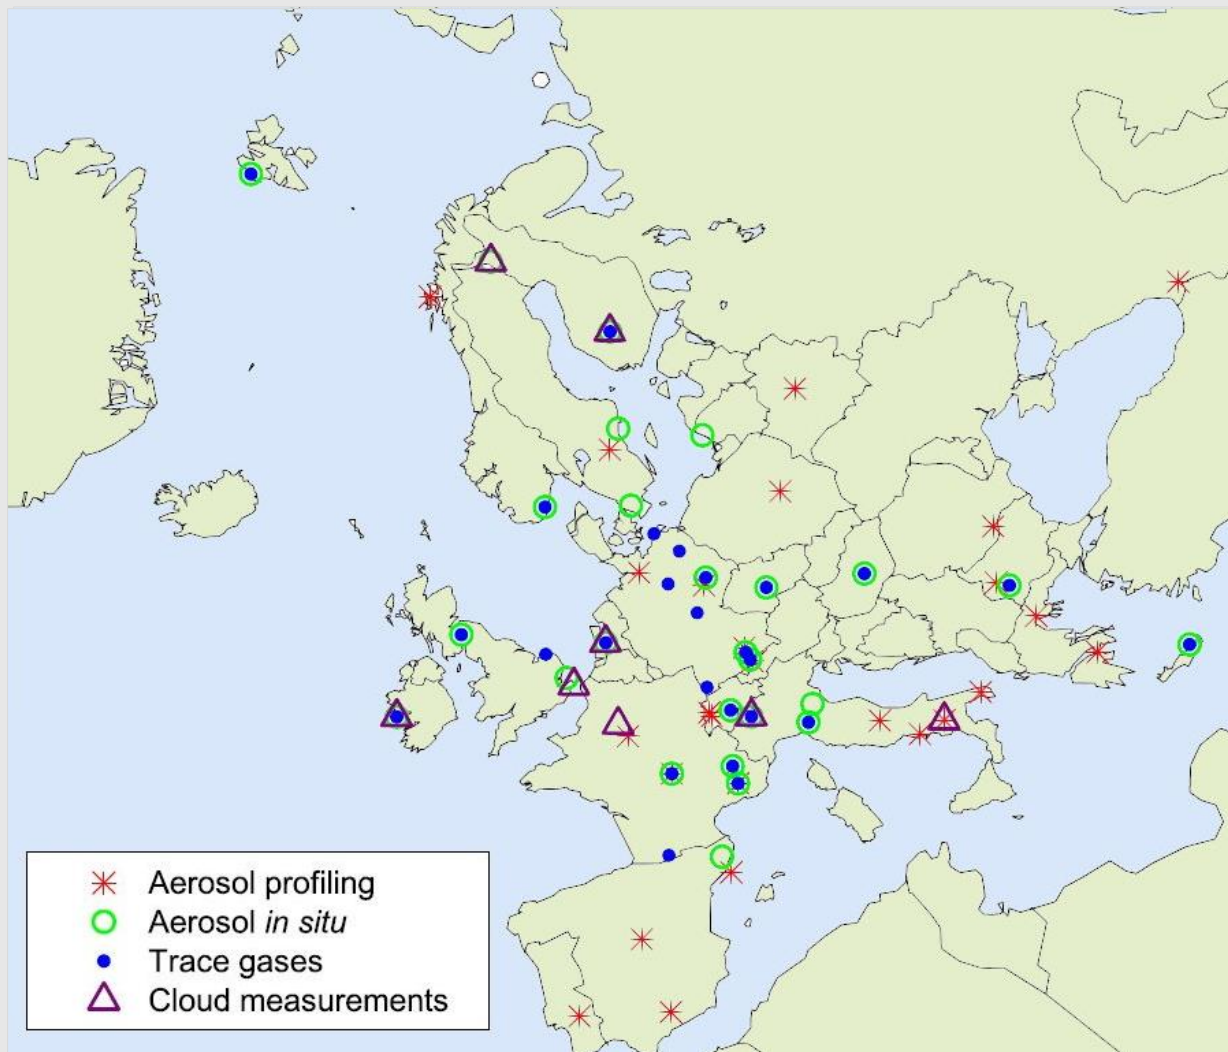 Aerosol profiling
Aerosol in situ
Trace gases
Cloud measurements